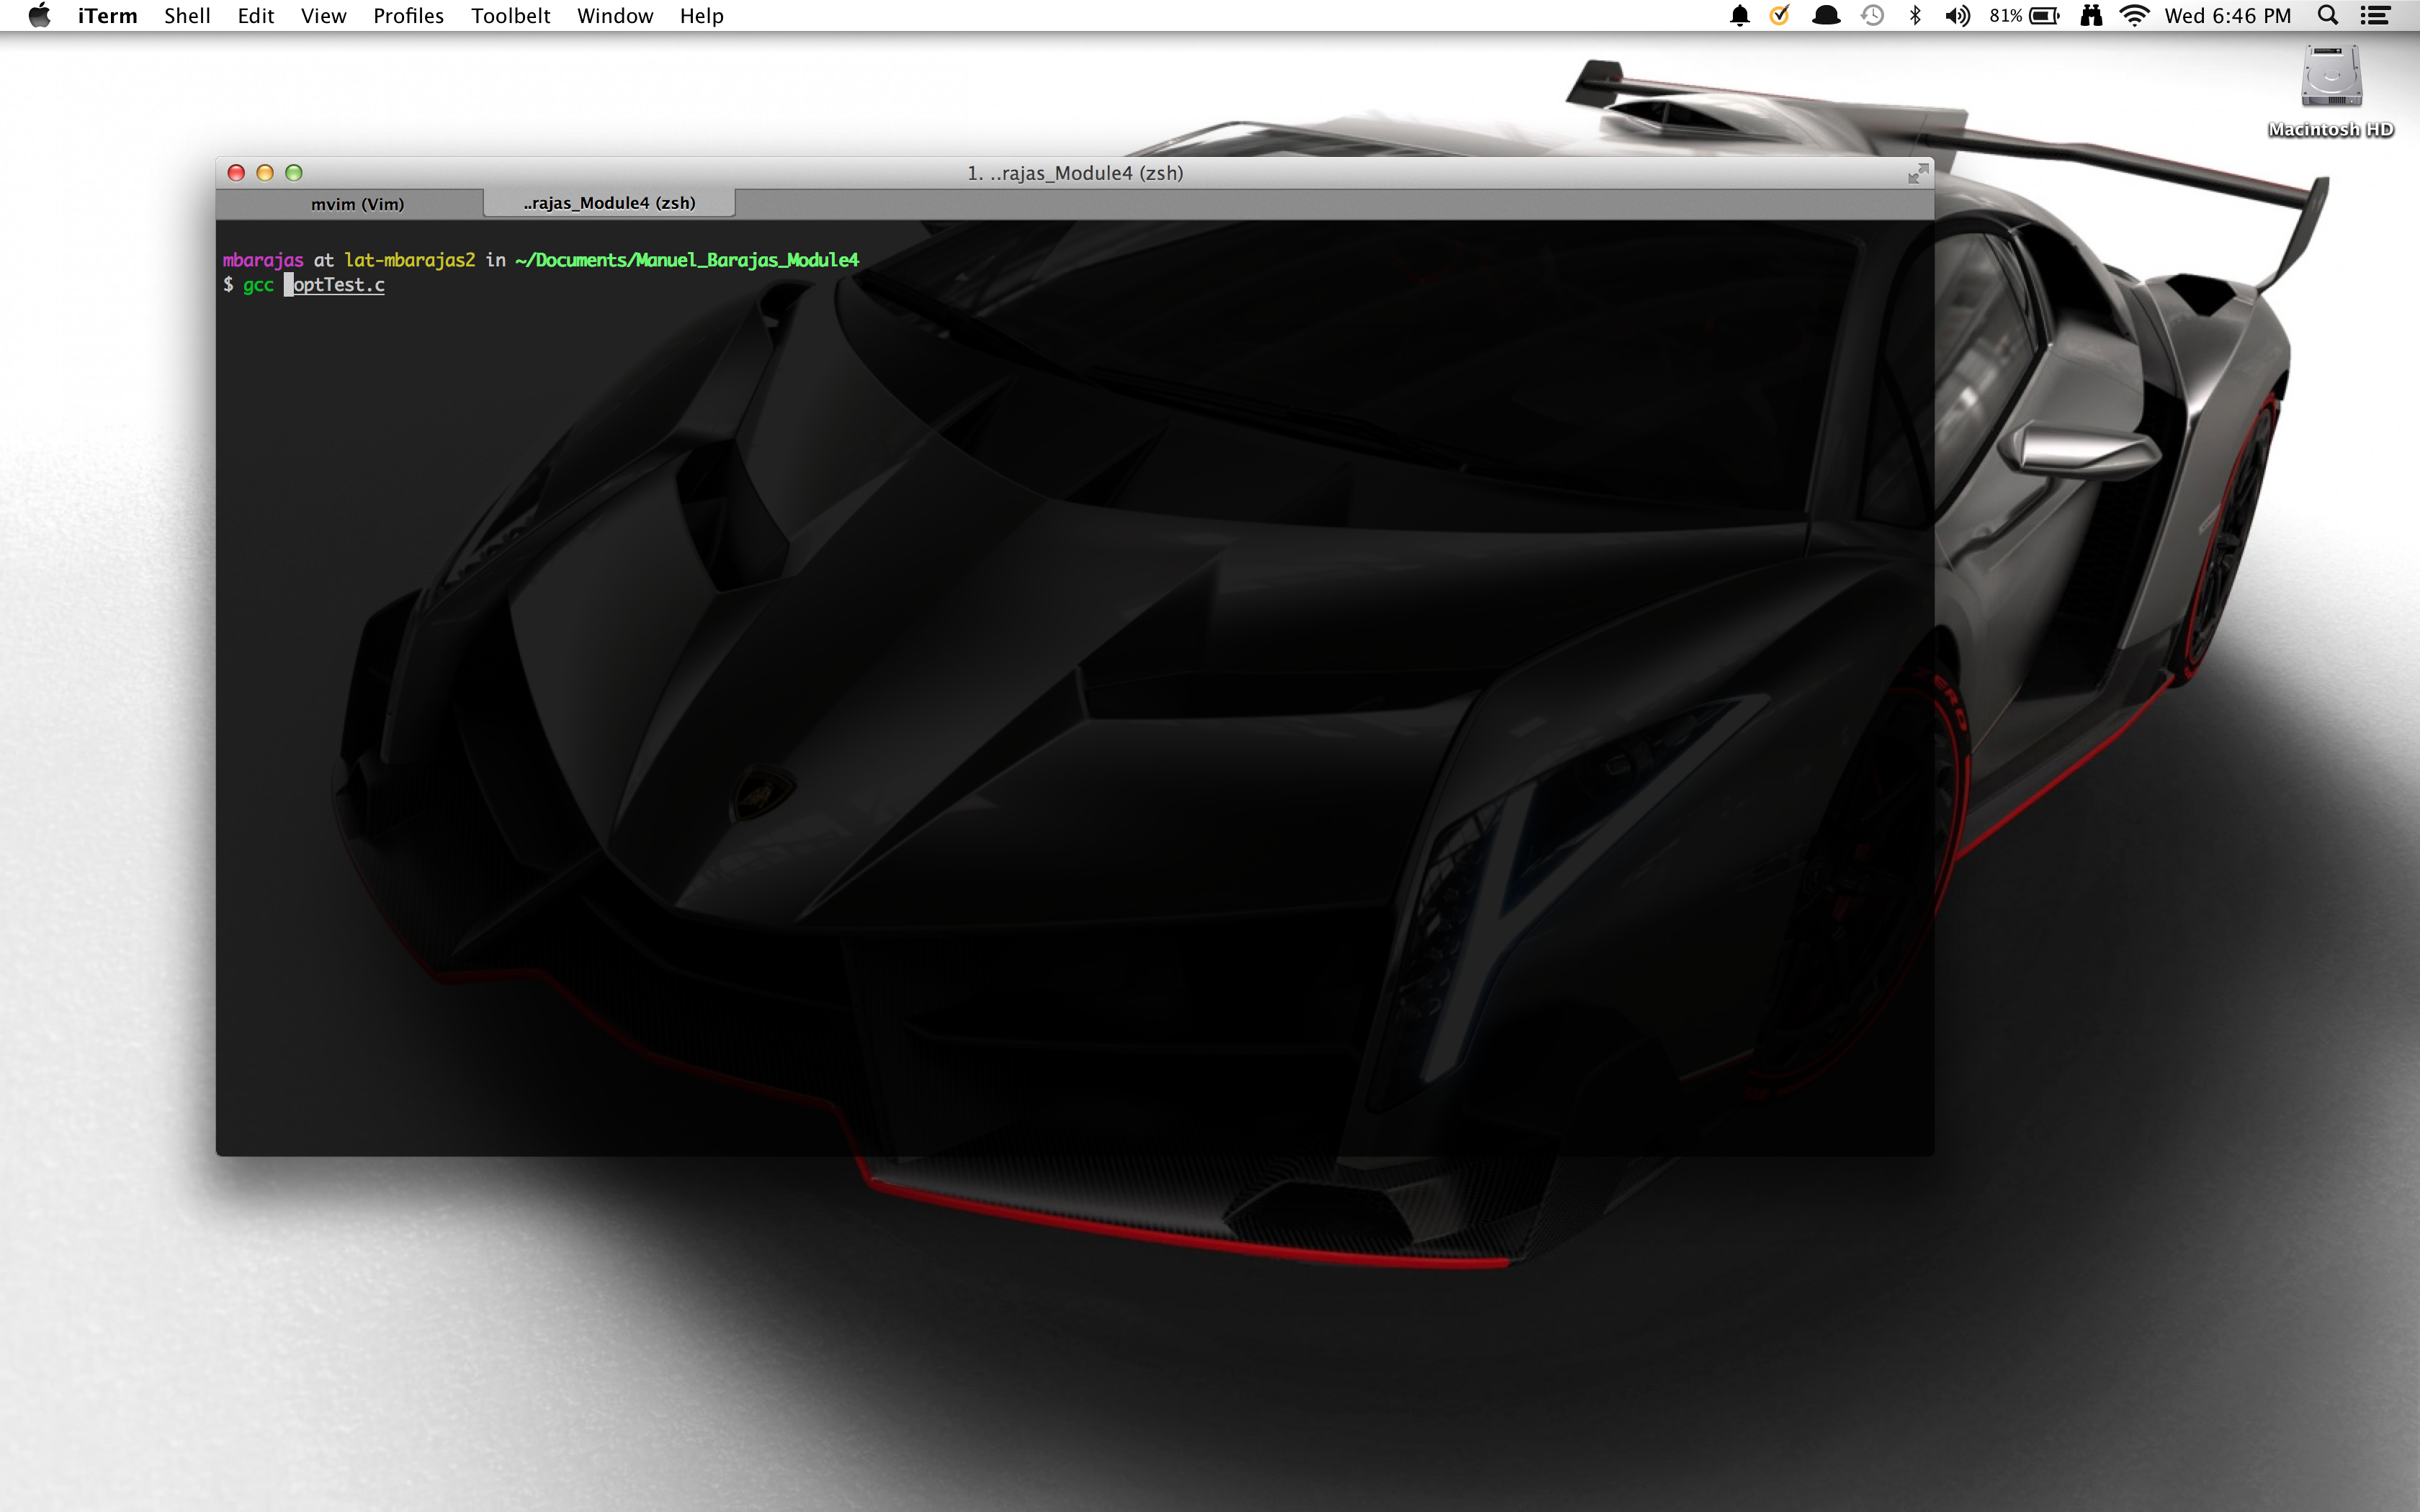 iTerm Shell Edit View Profiles Toolbelt Window Help 81% Wed 6:46 PM
Macintosh HD
1. ..rajas_Module4 (zsh)
mvim (Vim) ..rajas_Module4 (zsh)
mbarajas at lat-mbarajas2 in ~/Documents/Manuel_Barajas_Module4
$ gcc optTest.c
ZERO